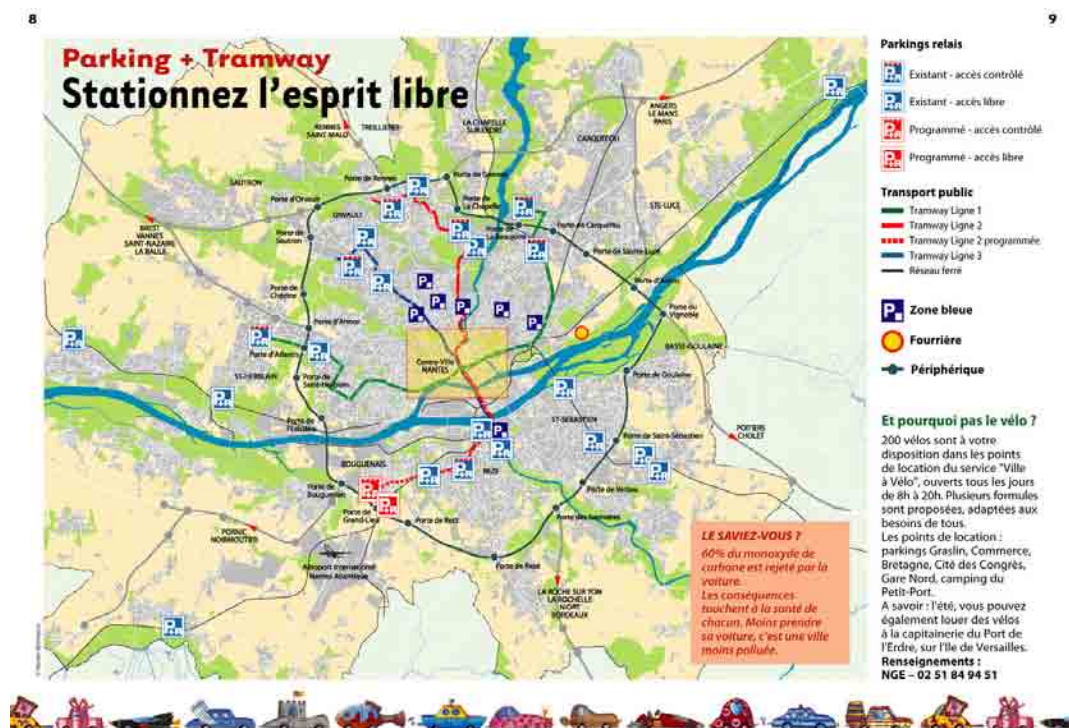 8
9
Parking + Tramway
Stationnez l'esprit libre
RENNES
SAINT MALO
TREILLIERES
LA CHAPELLE
SUR ERDRE
ANGERS
LE MANS
PARIS
CARQUEFOU
SAUTRON
Porte de Rennes
Porte de Gesvres
Porte d'Orvault
Porte de
La Chapelle
ORVAULT
STE-LUCE
Porte de Carquefou
BREST
VANNES
SAINT-NAZAIRE
LA BAULE
Porte de
Sautron
Porte de Sainte-Luce
Porte de
Chézine
Porte d'Anjou
Porte du
Vignoble
Porte d'Armor
Porte d'Atlantis
Centre-Ville
NANTES
BASSE-GOULAINE
ST-HERBLAIN
Porte de
Saint-Herblain
Porte de Goulaine
Porte de
l'Estuaire
ST-SEBASTIEN
Porte de Saint-Sébastien
POITIERS
CHOLET
BOUGUENAIS
REZE
Porte de
Bouguenais
Porte de Vertou
Porte de
Grand-Lieu
Porte de Retz
Porte des Sorinières
PORNIC
NOIRMOUTIER
Porte de Rezé
Aéroport International
Nantes Atlantique
LA ROCHE SUR YON
LA ROCHELLE
NIORT
BORDEAUX
P+R
P
LE SAVIEZ-VOUS ?
60% du monoxyde de
carbone est rejeté par la
voiture.
Les conséquences
touchent à la santé de
chacun. Moins prendre
sa voiture, c'est une ville
moins polluée.
Parkings relais
Existant - accès contrôlé
Existant - accès libre
Programmé - accès contrôlé
Programmé - accès libre
Transport public
Tramway Ligne 1
Tramway Ligne 2
Tramway Ligne 2 programmée
Tramway Ligne 3
Réseau ferré
Zone bleue
Fourrière
Périphérique
Et pourquoi pas le vélo ?
200 vélos sont à votre
disposition dans les points
de location du service "Ville
à Vélo", ouverts tous les jours
de 8h à 20h. Plusieurs formules
sont proposées, adaptées aux
besoins de tous.
Les points de location :
parkings Graslin, Commerce,
Bretagne, Cité des Congrès,
Gare Nord, camping du
Petit-Port.
A savoir : l'été, vous pouvez
également louer des vélos
à la capitainerie du Port de
l'Erdre, sur l'Ile de Versailles.
Renseignements :
NGE – 02 51 84 94 51